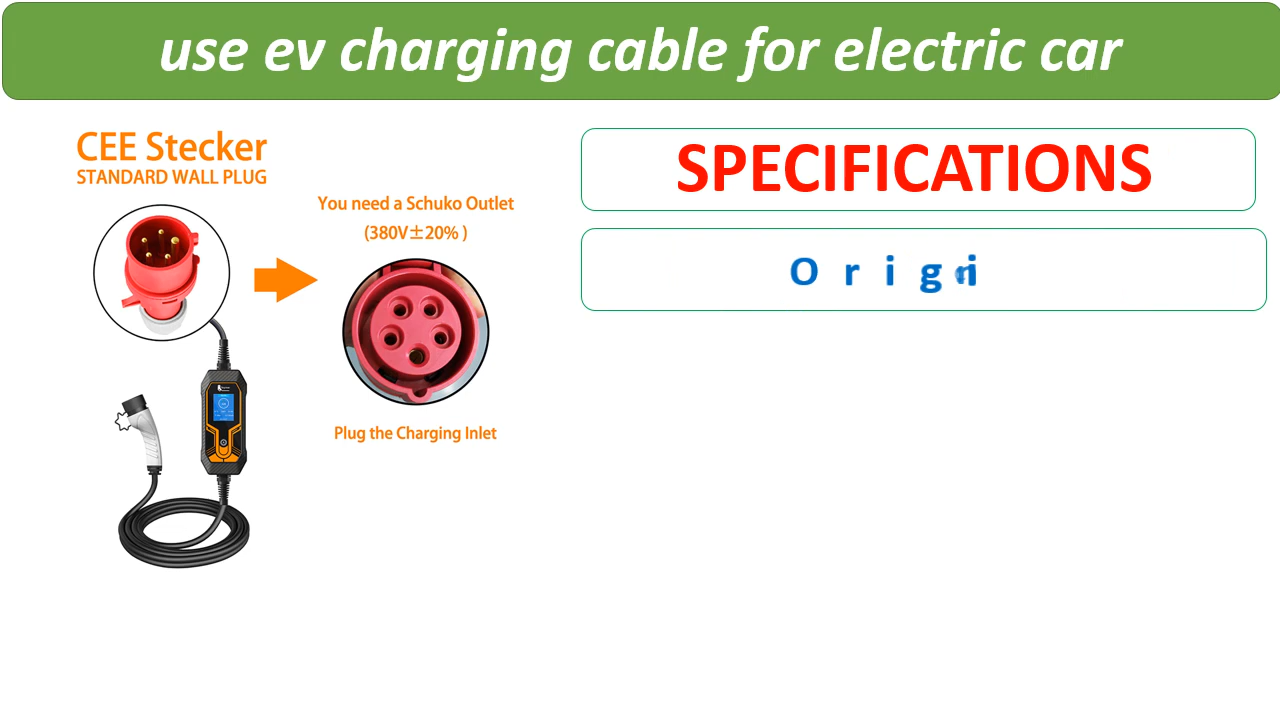 use ev charging cable for electric car
CEE Stecker
STANDARD WALL PLUG
You need a Schuko Outlet
(380V±20% )
Plug the Charging Inlet
SPECIFICATIONS